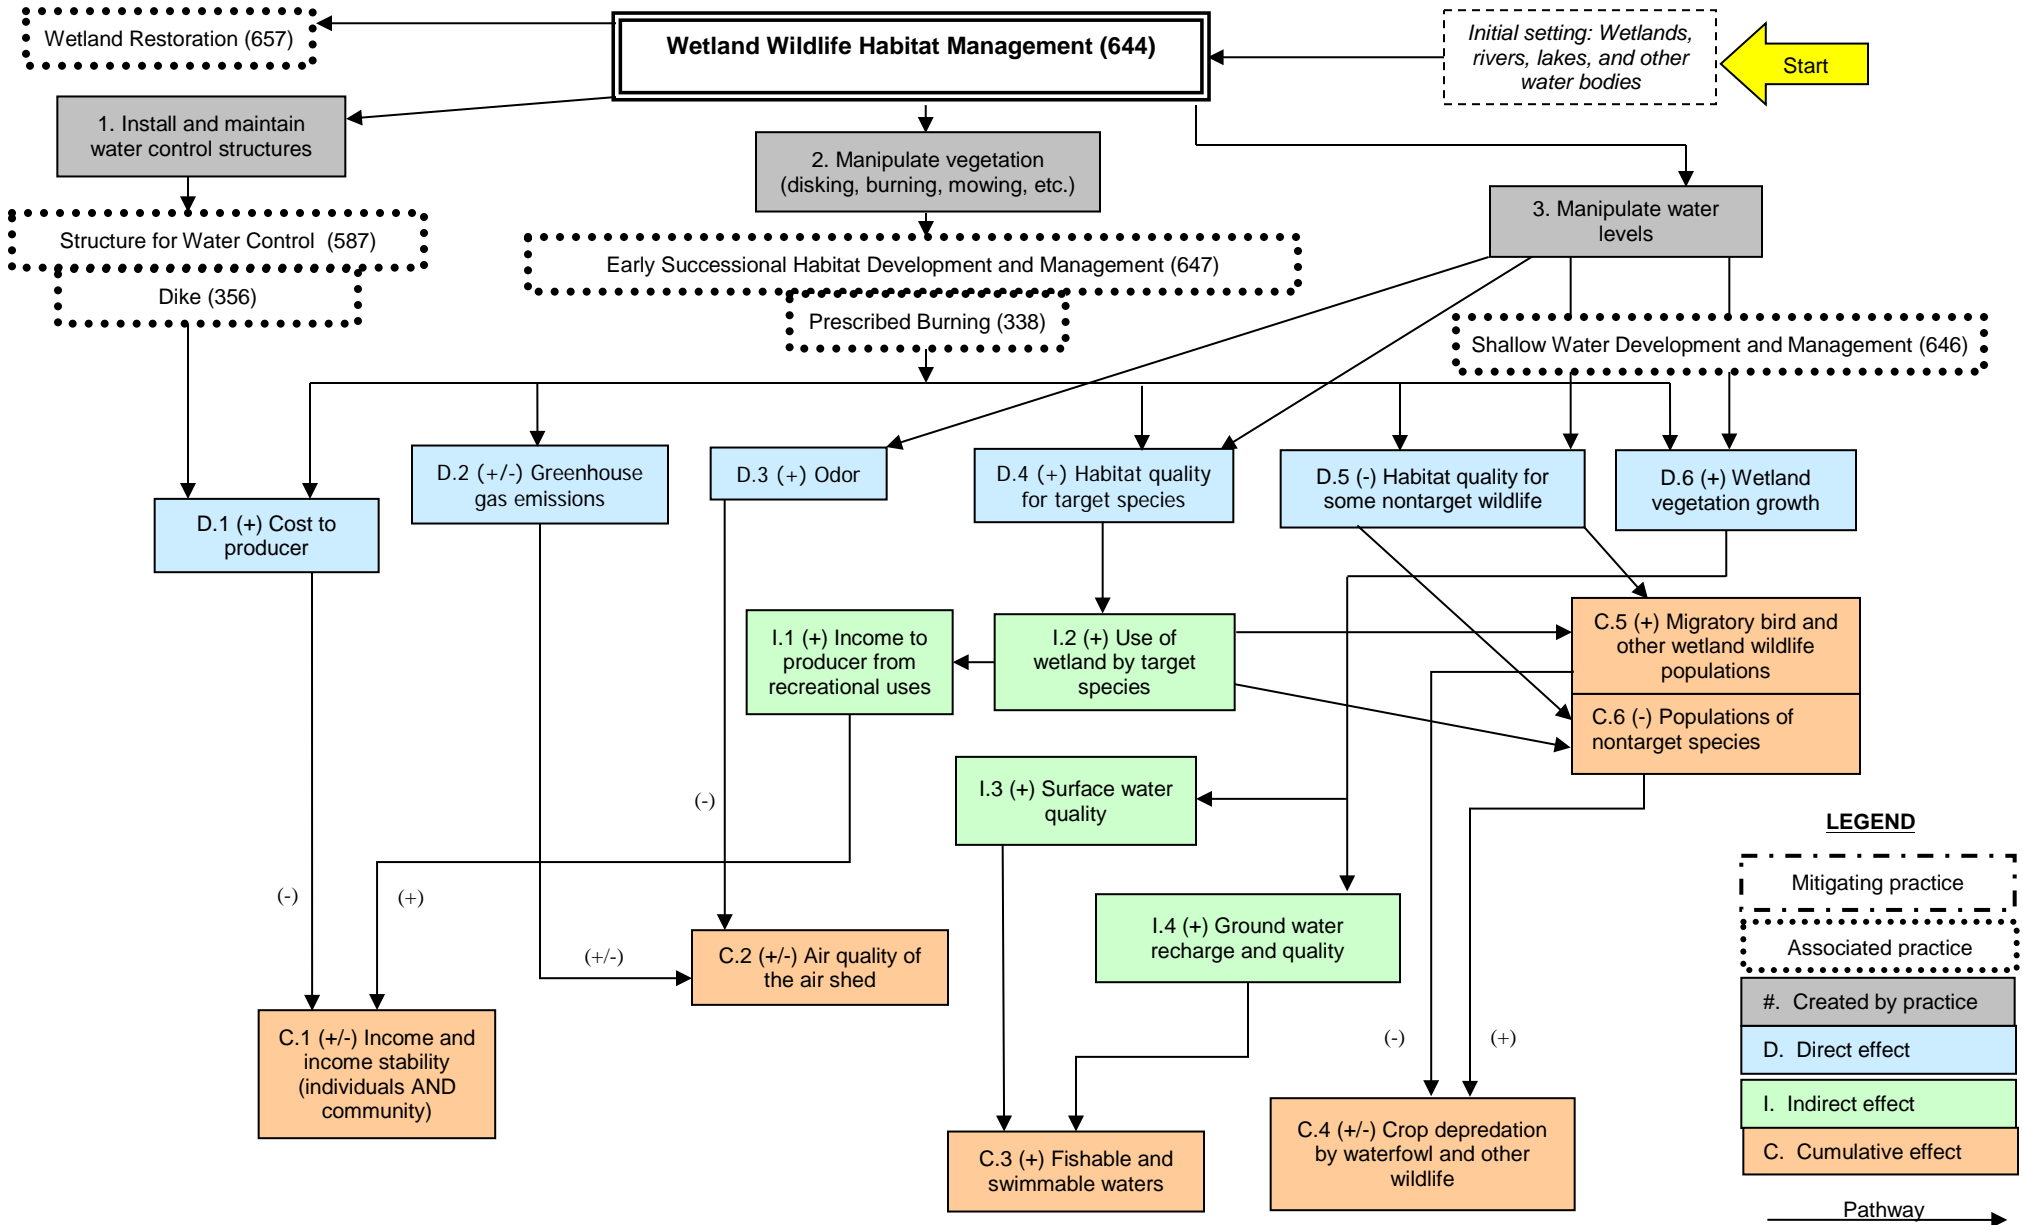 Wetland Restoration (657)
Wetland Wildlife Habitat Management (644)
Initial setting: Wetlands,
rivers, lakes, and other
water bodies
Start
1. Install and maintain
water control structures
2. Manipulate vegetation
(disking, burning, mowing, etc.)
3. Manipulate water
levels
Structure for Water Control (587)
Dike (356)
Early Successional Habitat Development and Management (647)
Prescribed Burning (338)
Shallow Water Development and Management (646)
D.1 (+) Cost to
producer
D.2 (+/-) Greenhouse
gas emissions
D.3 (+) Odor
D.4 (+) Habitat quality
for target species
D.5 (-) Habitat quality for
some nontarget wildlife
D.6 (+) Wetland
vegetation growth
I.1 (+) Income to
producer from
recreational uses
I.2 (+) Use of
wetland by target
species
C.5 (+) Migratory bird and
other wetland wildlife
populations
C.6 (-) Populations of
nontarget species
I.3 (+) Surface water
quality
(-)
I.4 (+) Ground water
recharge and quality
(-)
(+)
(+/-)
C.2 (+/-) Air quality of
the air shed
C.1 (+/-) Income and
income stability
(individuals AND
community)
(-)
(+)
C.3 (+) Fishable and
swimmable waters
C.4 (+/-) Crop depredation
by waterfowl and other
wildlife
LEGEND
Mitigating practice
Associated practice
#. Created by practice
D. Direct effect
I. Indirect effect
C. Cumulative effect
Pathway